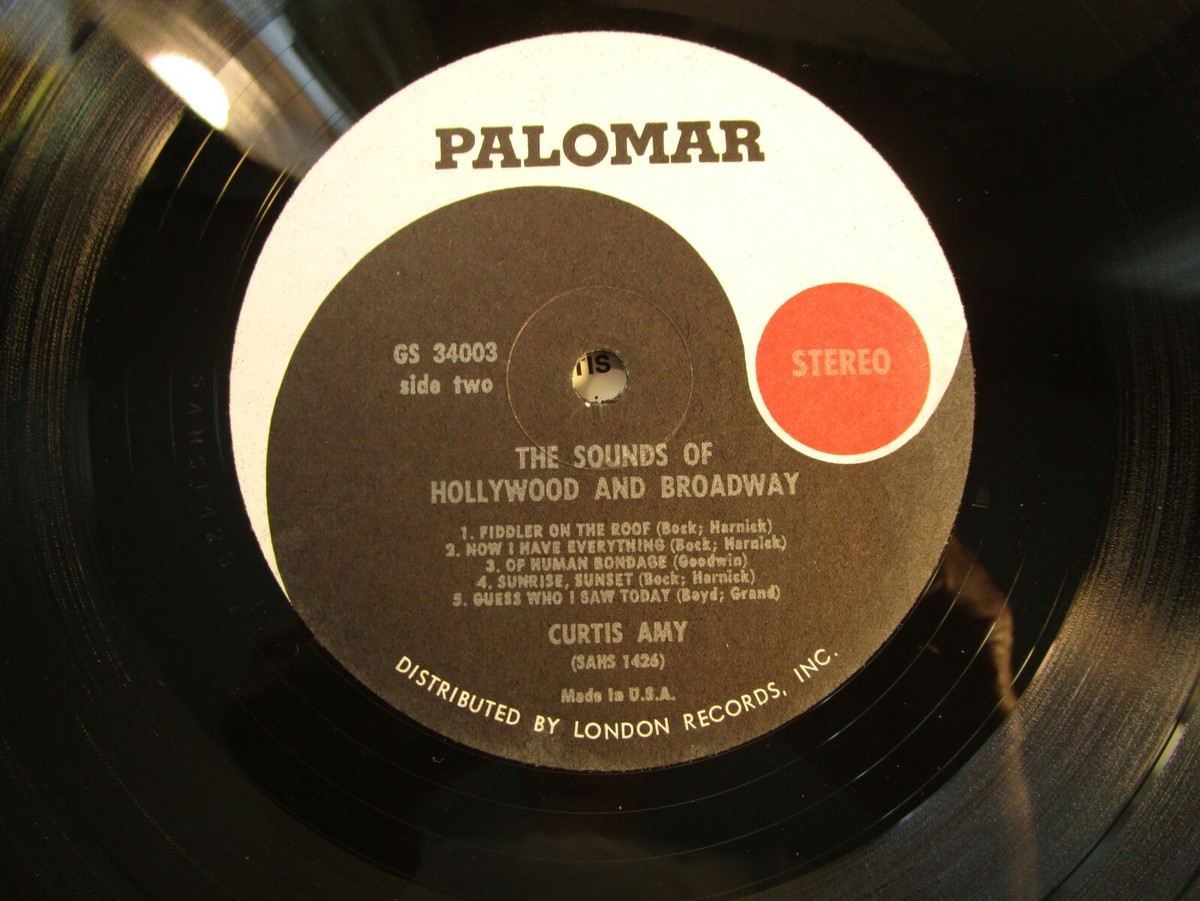 PALOMAR
GS 34003
side two
TIS
STEREO
THE SOUNDS OF
HOLLYWOOD AND BROADWAY
1. FIDDLER ON THE ROOF (Bock; Harnick)
2. NOW I HAVE EVERYTHING (Bock; Harnick)
3. OF HUMAN BONDAGE (Goodwin)
4. SUNRISE, SUNSET (Bock; Harnick)
5. GUESS WHO I SAW TODAY (Boyd; Grand)
CURTIS AMY
(SAHS 1426)
Made in U.S.A.
DISTRIBUTED BY LONDON RECORDS, INC.